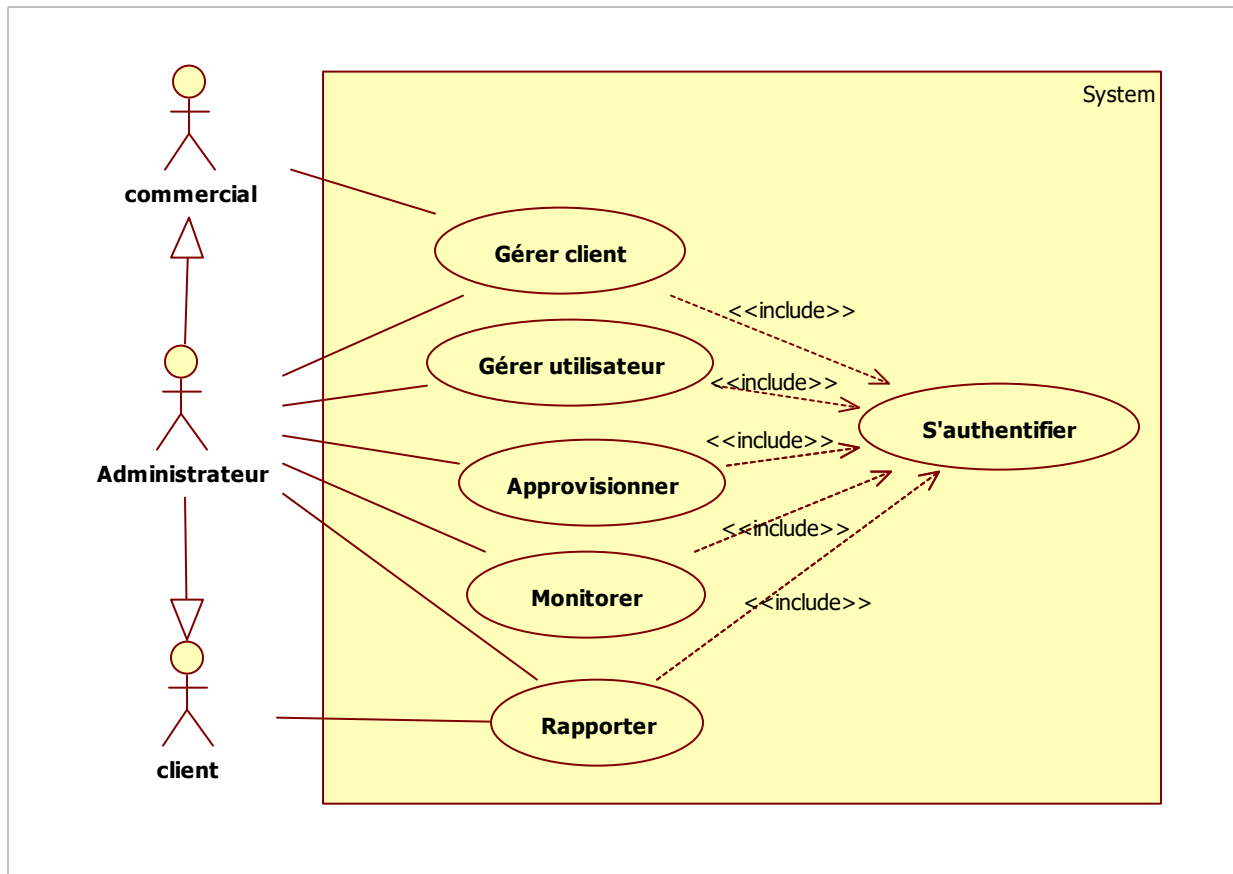 System
commercial
Gérer client
<<include>>
Gérer utilisateur
<<include>>
S'authentifier
<<include>>
Administrateur
Approvisionner
<<include>>
Monitorer
<<include>>
Rapporter
client